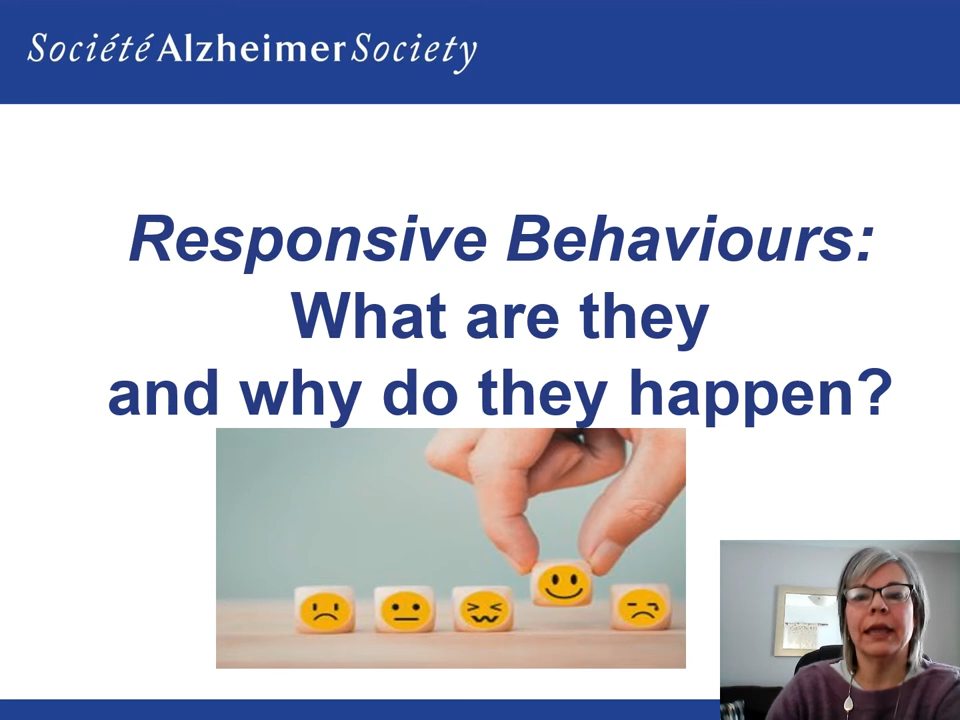 Société Alzheimer Society
Responsive Behaviours:
What are they
and why do they happen?